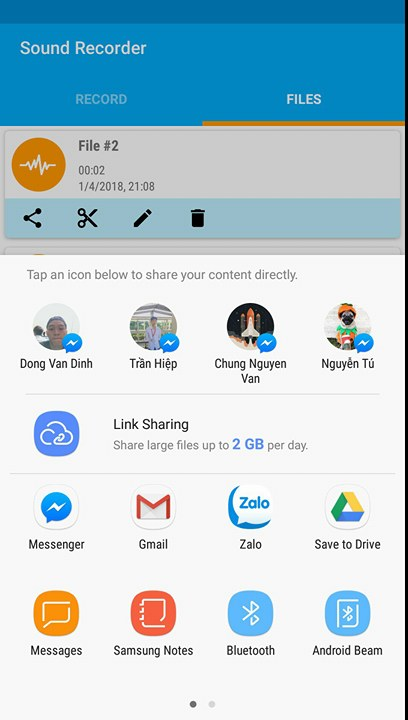 Sound Recorder
RECORD
FILES
File #2
00:02
1/4/2018, 21:08
Tap an icon below to share your content directly.
Dong Van Dinh
Trần Hiệp
Chung Nguyen
Van
Nguyễn Tú
Link Sharing
Share large files up to 2 GB per day.
Zalo
Messenger
Gmail
Zalo
Save to Drive
Messages
Samsung Notes
Bluetooth
Android Beam